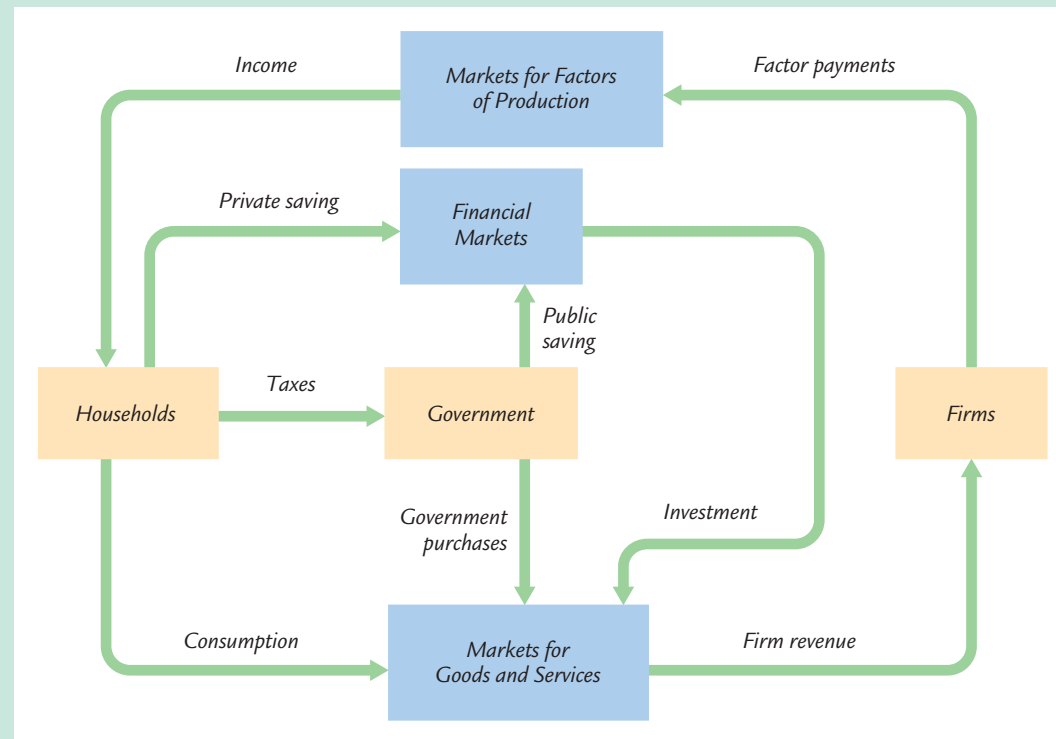 Income
Markets for Factors
of Production
Factor payments
Private saving
Financial
Markets
Public
saving
Households
Taxes
Government
Firms
Government
purchases
Investment
Consumption
Markets for
Goods and Services
Firm revenue